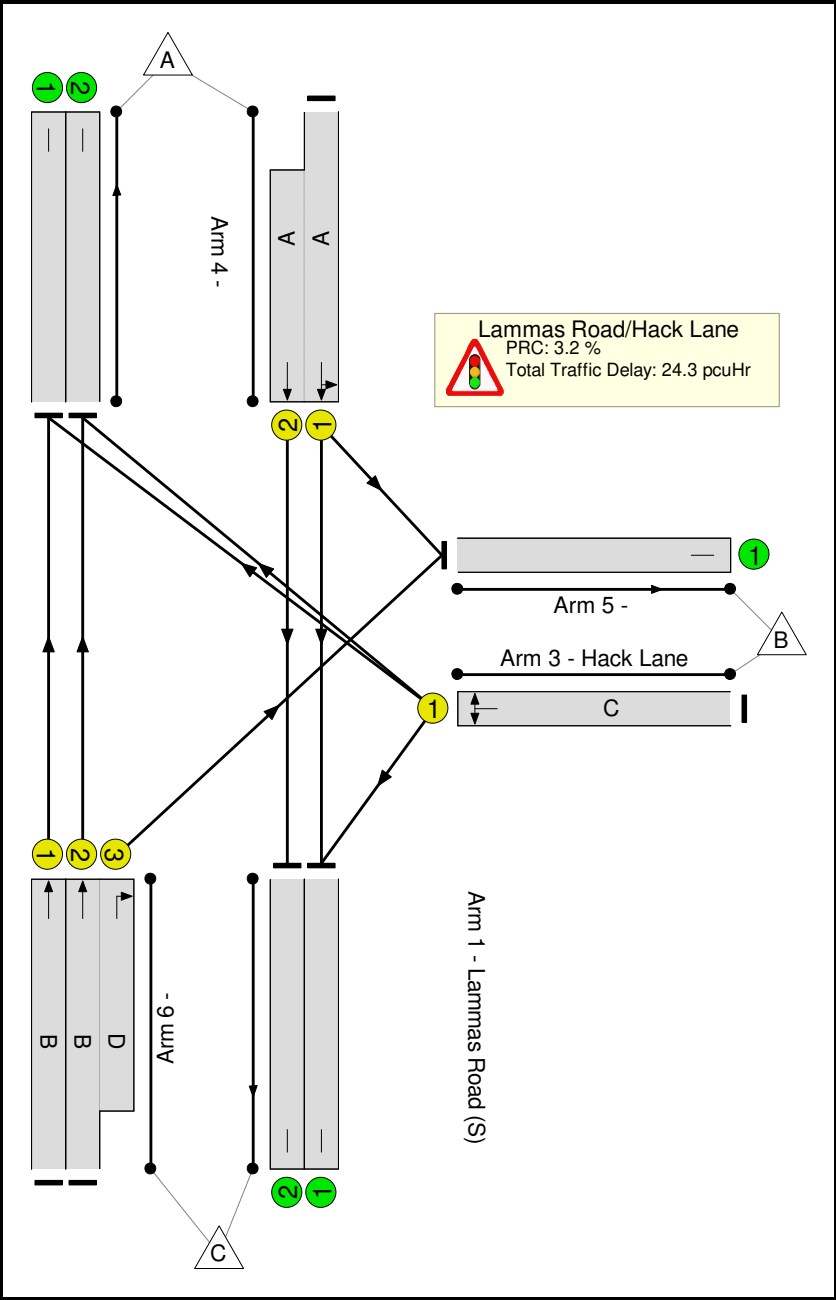 A
1
2
Arm 4 -
A
A
Lammas Road/Hack Lane
PRC: 3.2 %
Total Traffic Delay: 24.3 pcuHr
2
1
1
Arm 5 -
B
Arm 3 - Hack Lane
1
C
1
2
3
Arm 1 - Lammas Road (S)
B
B
D
Arm 6 -
2
1
C